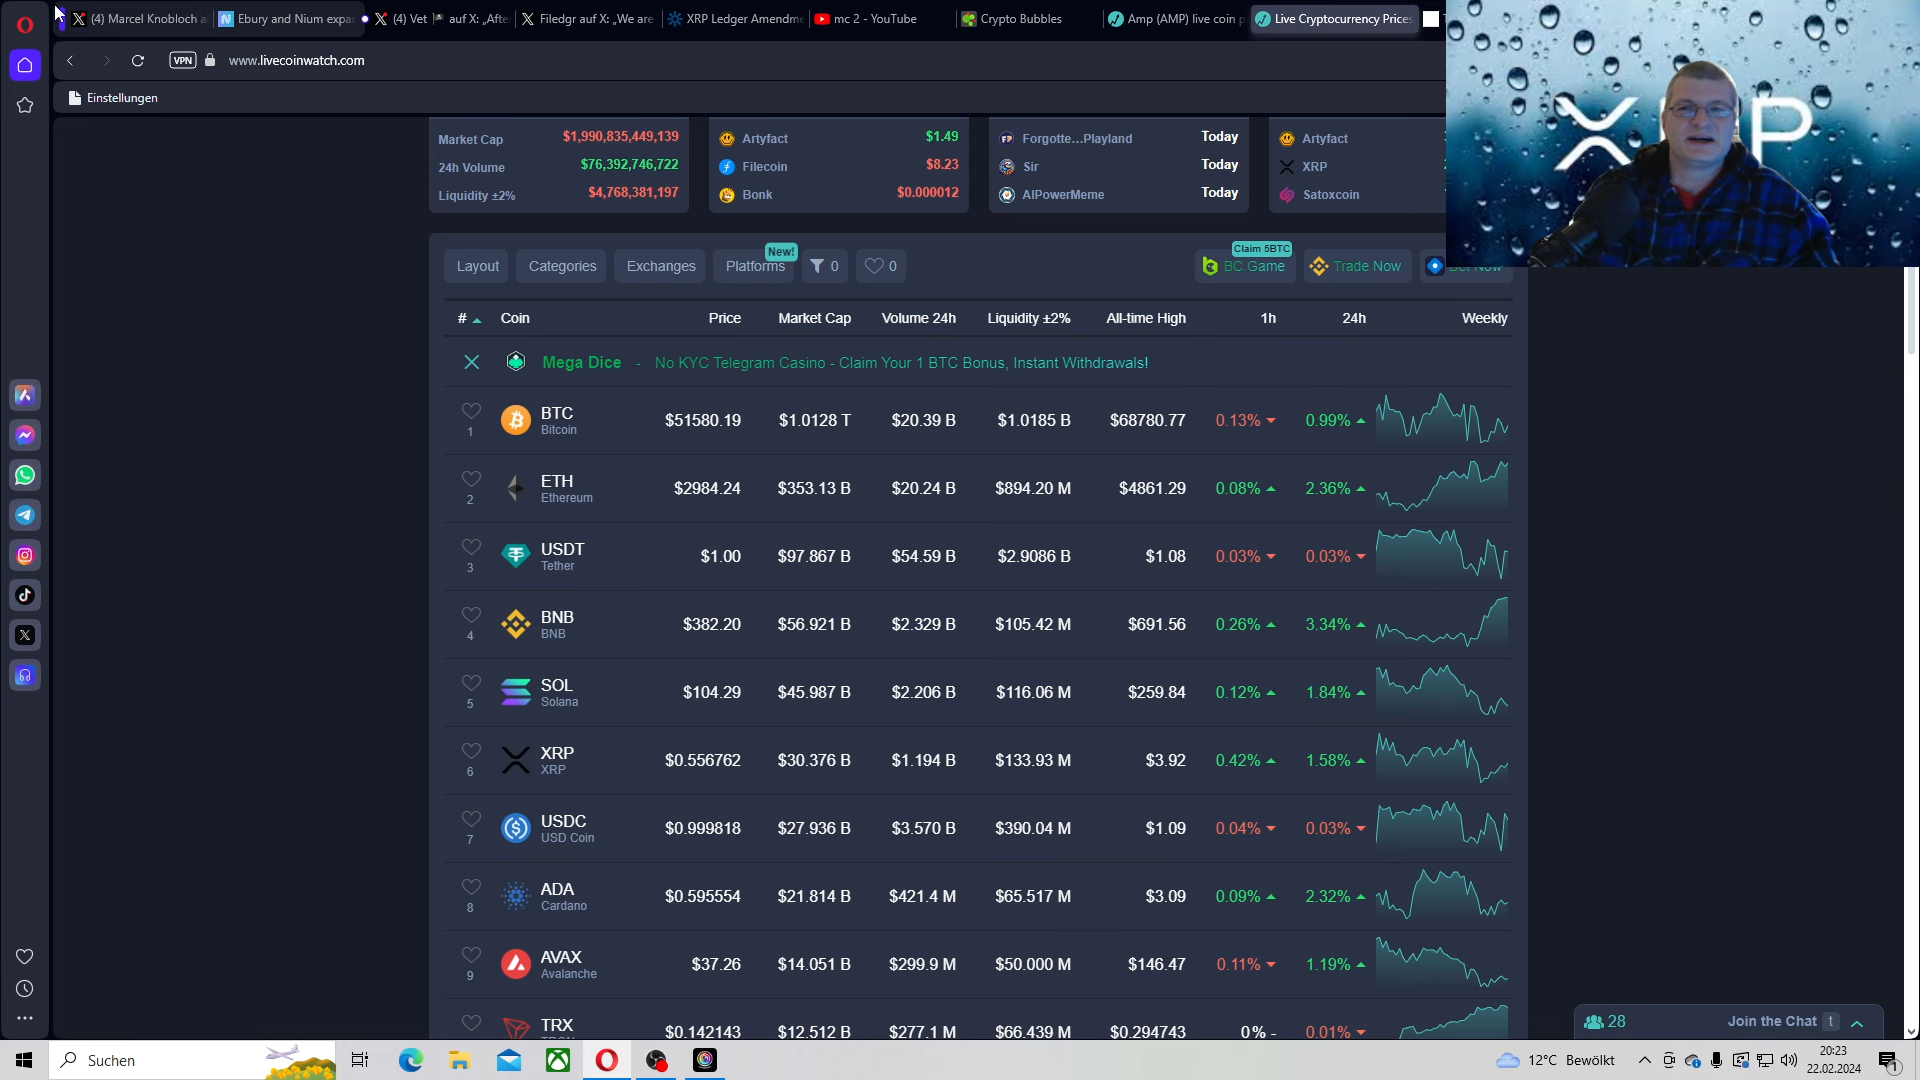 (4) Marcel Knobloch a
Ebury and Nium expa
(4) Vet 🏴 auf X: „Afte
Filedgr auf X: „We are
XRP Ledger Amendme
mc 2 - YouTube
Crypto Bubbles
Amp (AMP) live coin p
Live Cryptocurrency Prices
VPN
www.livecoinwatch.com
Einstellungen
XRP
Market Cap $1,990,835,449,139
24h Volume $76,392,746,722
Liquidity ±2% $4,768,381,197
Artyfact $1.49
Filecoin $8.23
Bonk $0.000012
Forgotte...Playland Today
Sir Today
AIPowerMeme Today
Artyfact
XRP
Satoxcoin
New!
Claim 5BTC
Layout Categories Exchanges Platforms 0 0 BC.Game Trade Now Bet Now
# Coin Price Market Cap Volume 24h Liquidity ±2% All-time High 1h 24h Weekly
Mega Dice - No KYC Telegram Casino - Claim Your 1 BTC Bonus, Instant Withdrawals!
1 BTC Bitcoin $51580.19 $1.0128 T $20.39 B $1.0185 B $68780.77 0.13% 0.99%
2 ETH Ethereum $2984.24 $353.13 B $20.24 B $894.20 M $4861.29 0.08% 2.36%
3 USDT Tether $1.00 $97.867 B $54.59 B $2.9086 B $1.08 0.03% 0.03%
4 BNB BNB $382.20 $56.921 B $2.329 B $105.42 M $691.56 0.26% 3.34%
5 SOL Solana $104.29 $45.987 B $2.206 B $116.06 M $259.84 0.12% 1.84%
6 XRP XRP $0.556762 $30.376 B $1.194 B $133.93 M $3.92 0.42% 1.58%
7 USDC USD Coin $0.999818 $27.936 B $3.570 B $390.04 M $1.09 0.04% 0.03%
8 ADA Cardano $0.595554 $21.814 B $421.4 M $65.517 M $3.09 0.09% 2.32%
9 AVAX Avalanche $37.26 $14.051 B $299.9 M $50.000 M $146.47 0.11% 1.19%
TRX $0.142143 $12.512 B $277.1 M $66.439 M $0.294743 0% - 0.01%
28 Join the Chat t
Suchen
12°C Bewölkt
20:23
22.02.2024
1